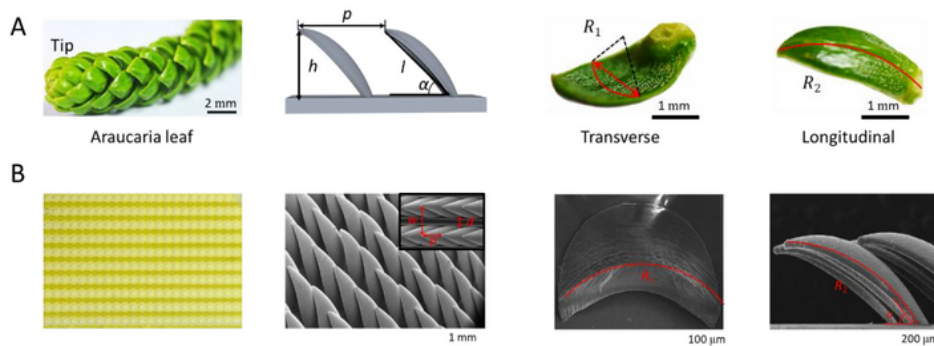 A
Tip
2 mm
Araucaria leaf
p
h
l
α
R₁
1 mm
Transverse
R₂
1 mm
Longitudinal
B
w
p
d
1 mm
100 μm
R₂
α
200 μm